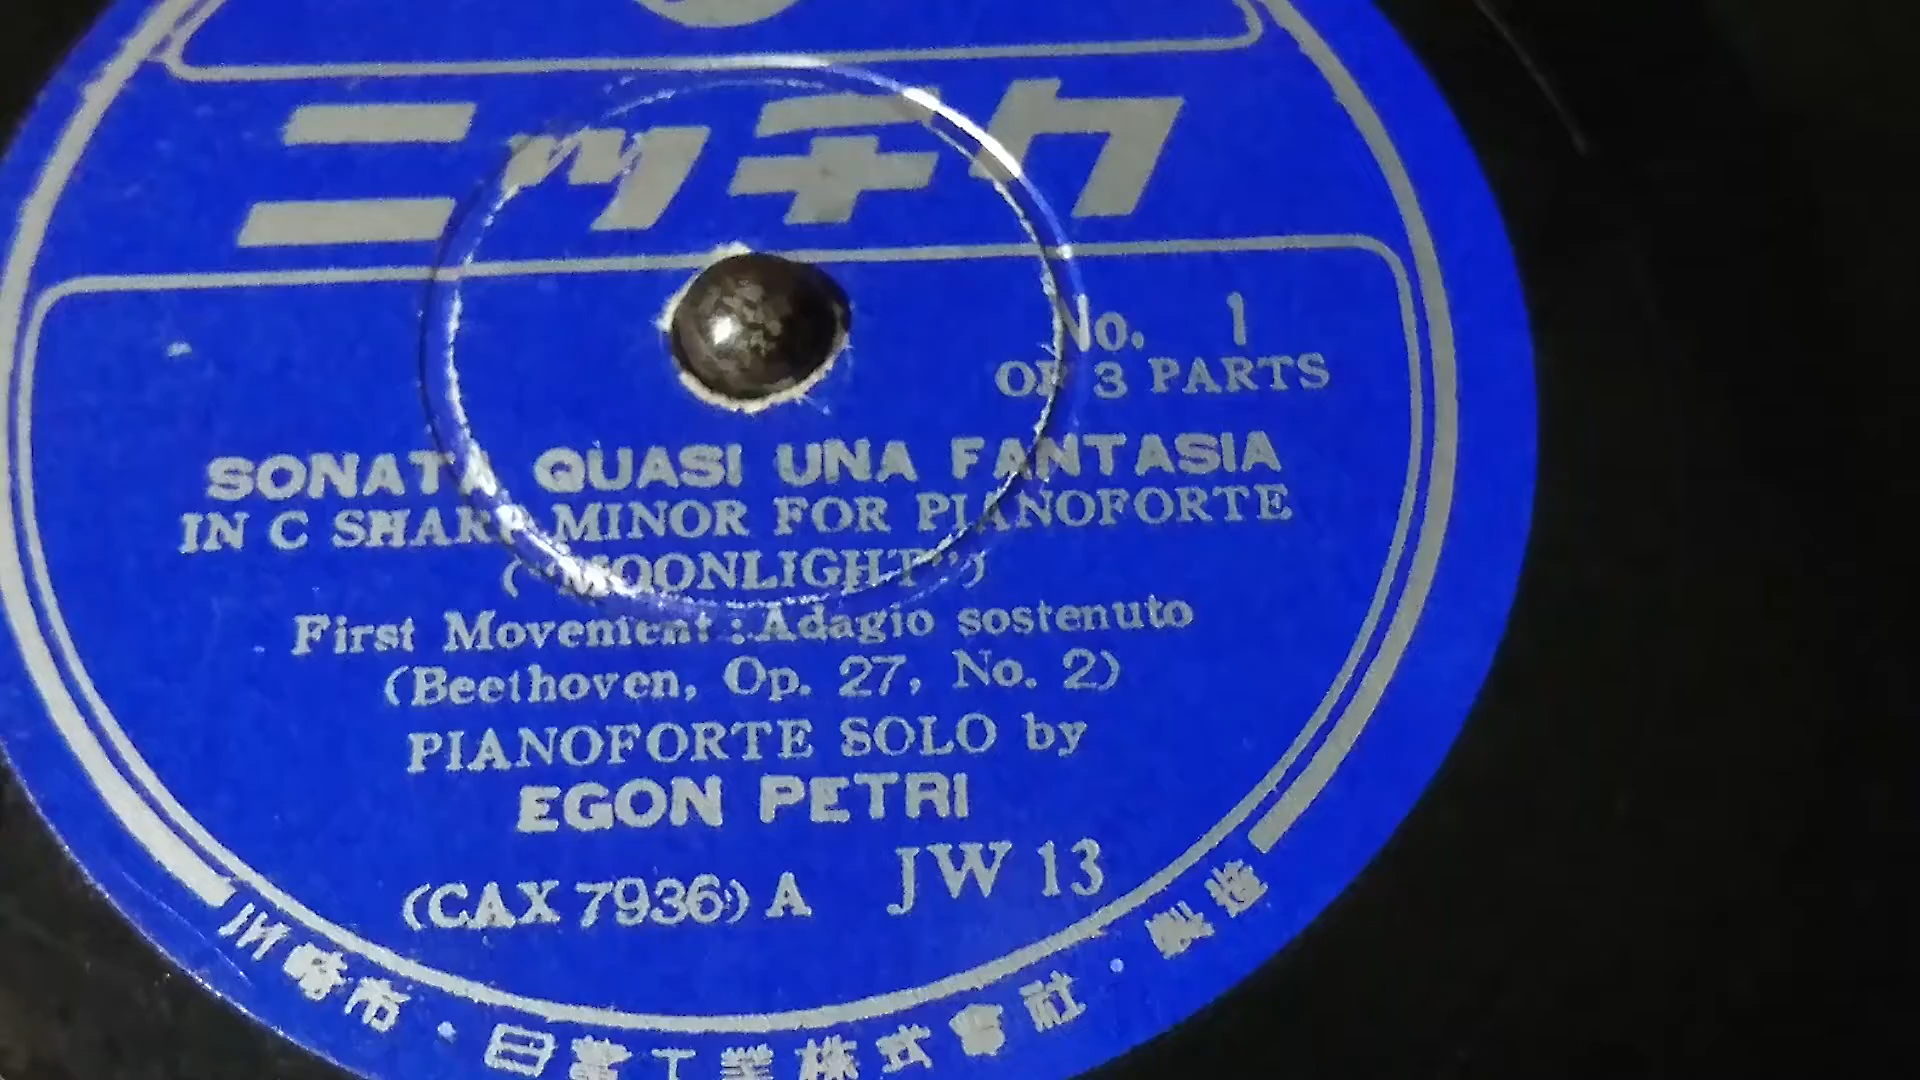 ニッチク
No. 1
OF 3 PARTS
SONATA QUASI UNA FANTASIA
IN C SHARP MINOR FOR PIANOFORTE
("MOONLIGHT")
First Movement : Adagio sostenuto
(Beethoven, Op. 27, No. 2)
PIANOFORTE SOLO by
EGON PETRI
(CAX 7936) A JW 13
川崎市・日蓄工業株式會社・製造